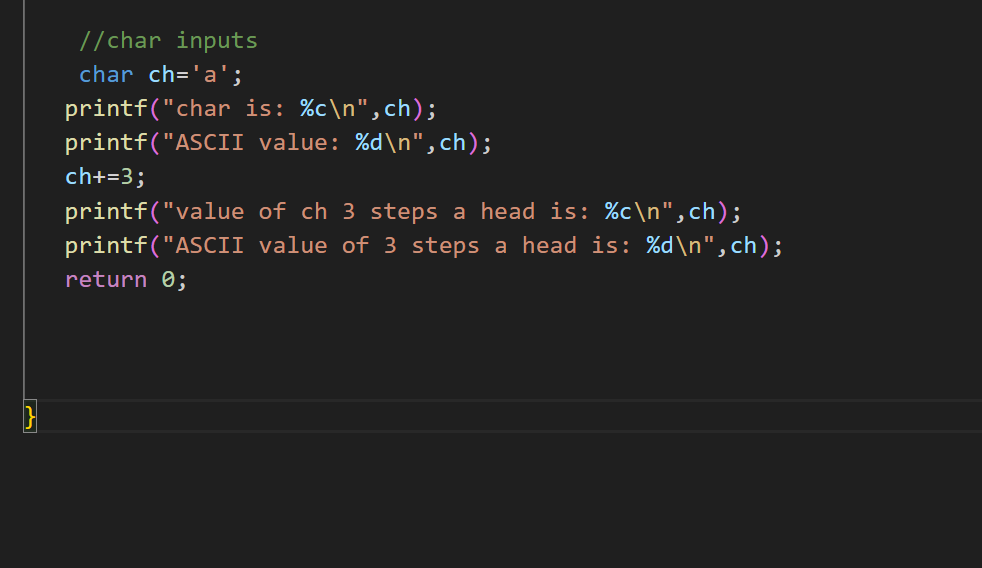 //char inputs
char ch='a';
printf("char is: %c\n",ch);
printf("ASCII value: %d\n",ch);
ch+=3;
printf("value of ch 3 steps a head is: %c\n",ch);
printf("ASCII value of 3 steps a head is: %d\n",ch);
return 0;
}